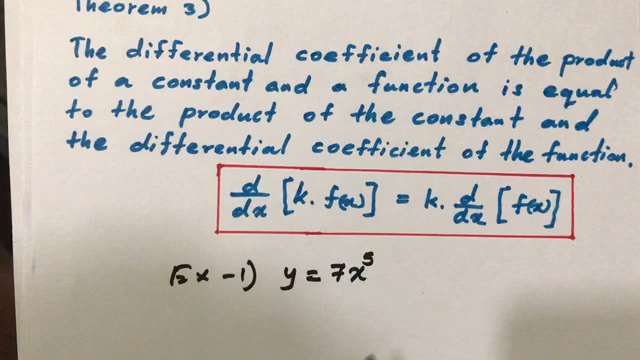 Theorem 3)
The differential coefficient of the product
of a constant and a function is equal
to the product of the constant and
the differential coefficient of the function.
d/dx [k. f(x)] = k. d/dx [f(x)]
Ex-1) y = 7x^5